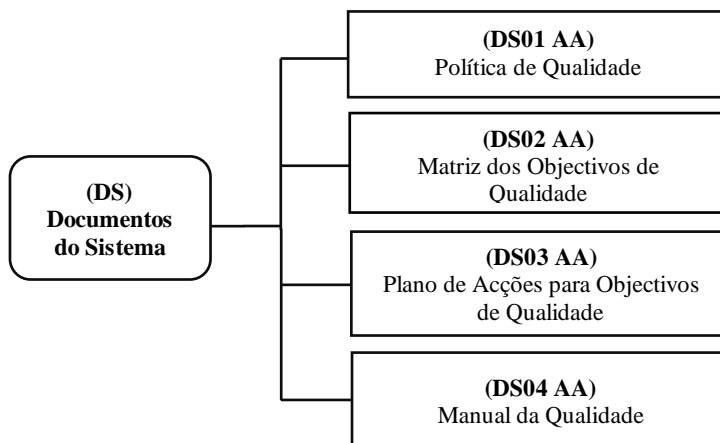 (DS01 AA)
Política de Qualidade
(DS02 AA)
Matriz dos Objectivos de
Qualidade
(DS)
Documentos
do Sistema
(DS03 AA)
Plano de Acções para Objectivos
de Qualidade
(DS04 AA)
Manual da Qualidade